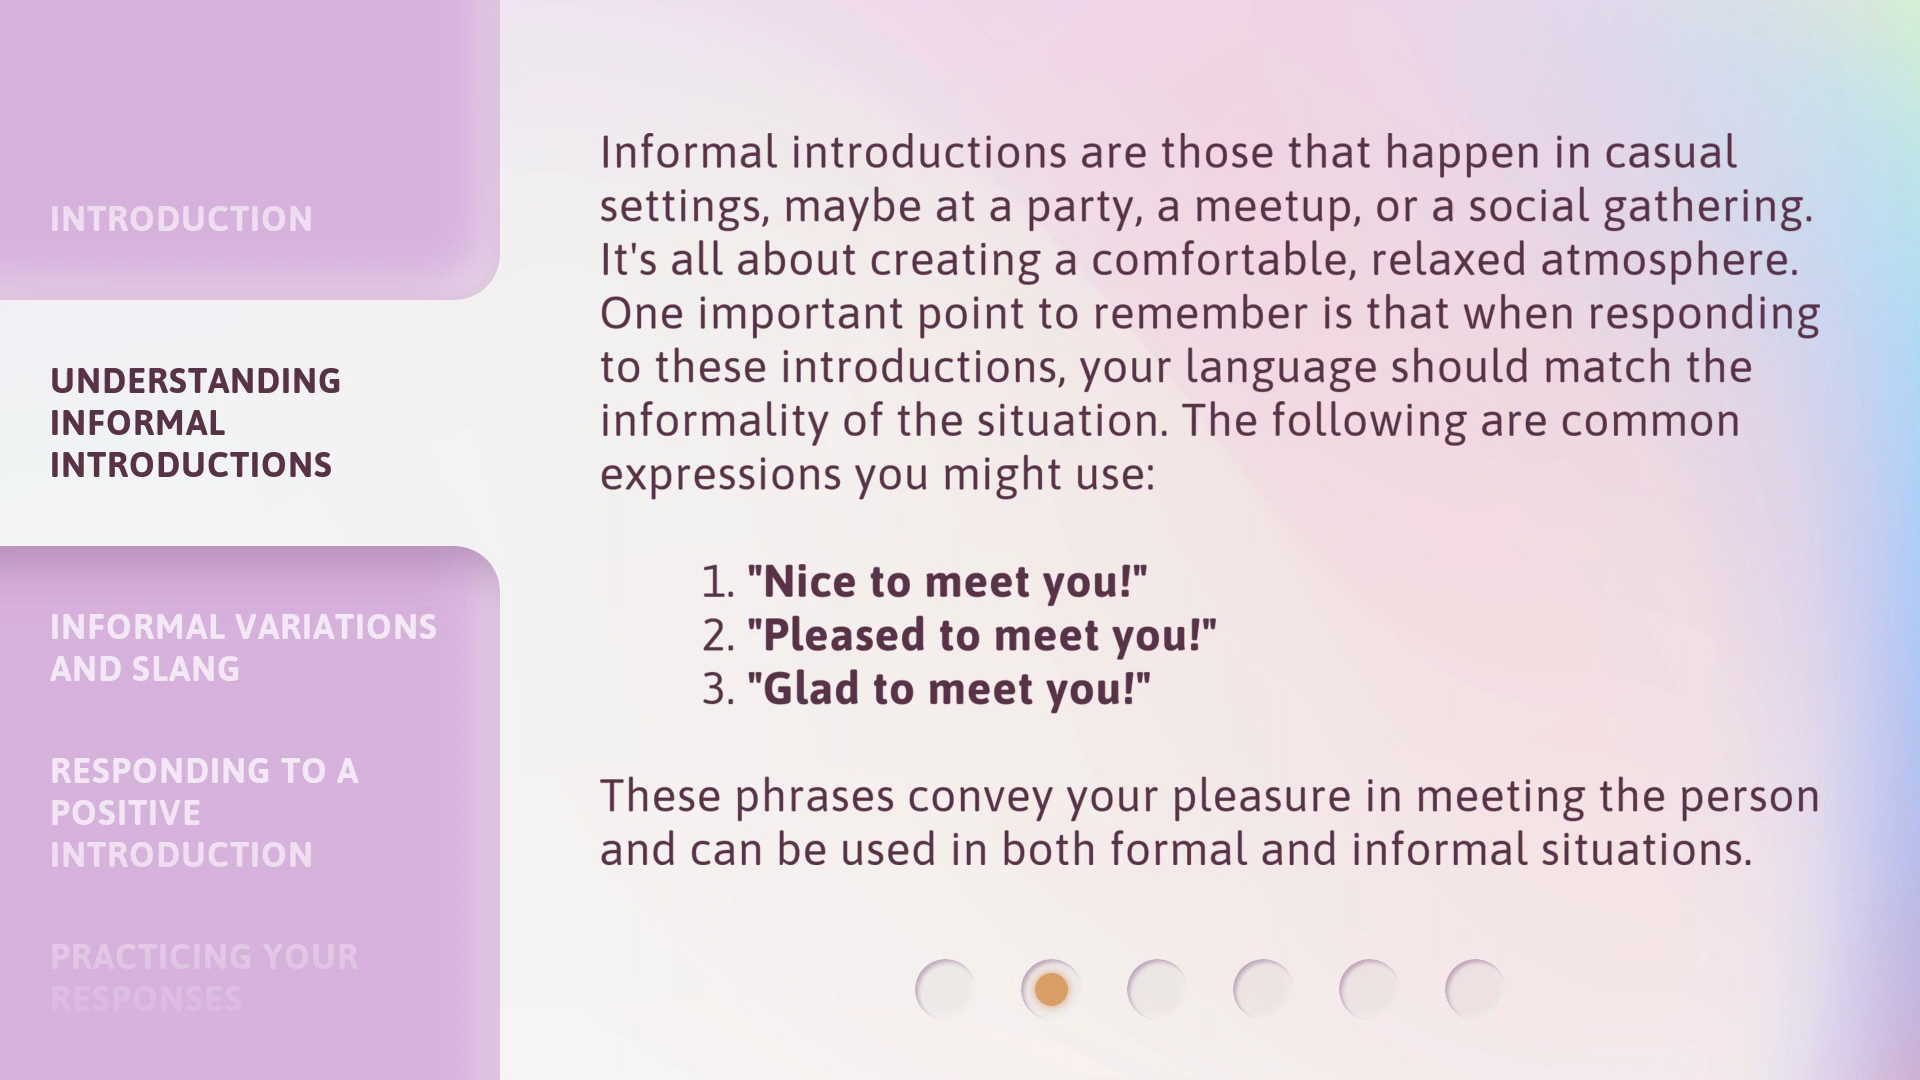 INTRODUCTION
UNDERSTANDING
INFORMAL
INTRODUCTIONS
INFORMAL VARIATIONS
AND SLANG
RESPONDING TO A
POSITIVE
INTRODUCTION
PRACTICING YOUR
RESPONSES
Informal introductions are those that happen in casual
settings, maybe at a party, a meetup, or a social gathering.
It's all about creating a comfortable, relaxed atmosphere.
One important point to remember is that when responding
to these introductions, your language should match the
informality of the situation. The following are common
expressions you might use:
1. "Nice to meet you!"
2. "Pleased to meet you!"
3. "Glad to meet you!"
These phrases convey your pleasure in meeting the person
and can be used in both formal and informal situations.